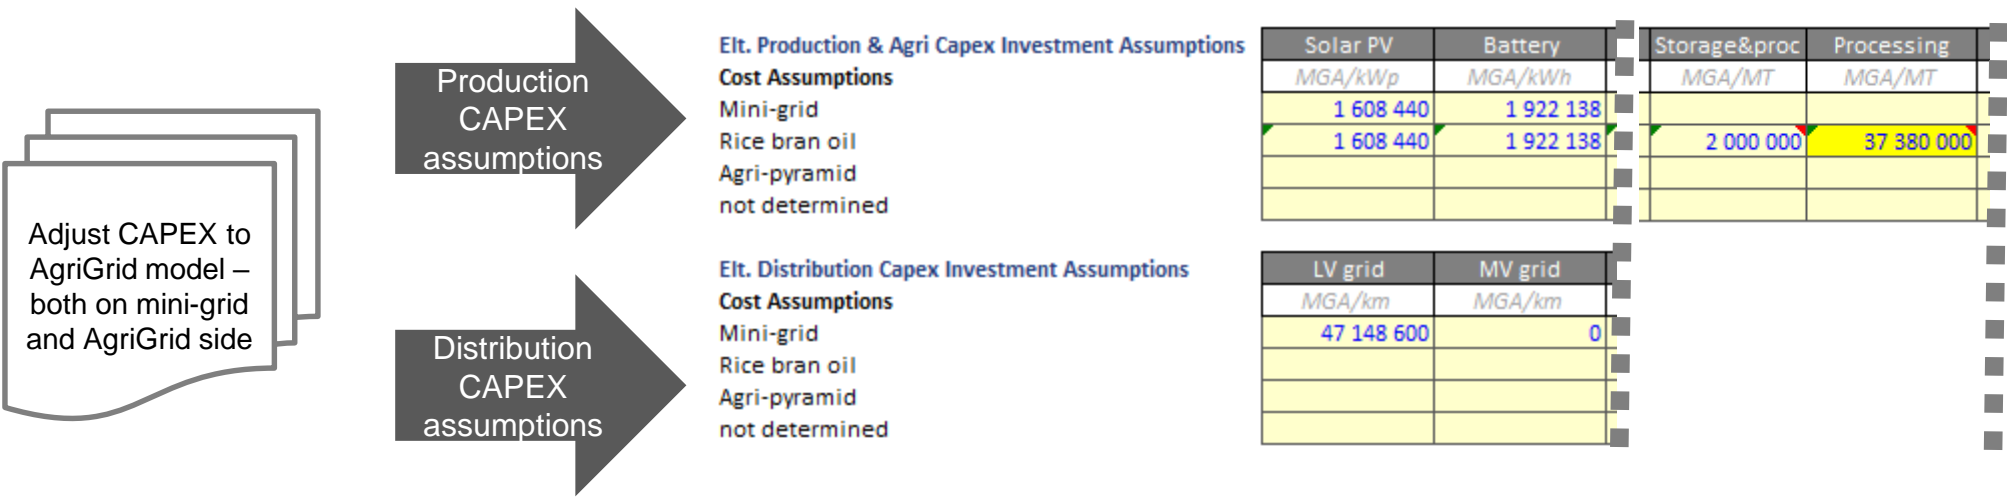 Adjust CAPEX to
AgriGrid model –
both on mini-grid
and AgriGrid side
Production
CAPEX
assumptions
Elt. Production & Agri Capex Investment Assumptions Solar PV Battery Storage&proc Processing
Cost Assumptions MGA/kWp MGA/kWh MGA/MT MGA/MT
Mini-grid 1 608 440 1 922 138
Rice bran oil 1 608 440 1 922 138 2 000 000 37 380 000
Agri-pyramid
not determined
Distribution
CAPEX
assumptions
Elt. Distribution Capex Investment Assumptions LV grid MV grid
Cost Assumptions MGA/km MGA/km
Mini-grid 47 148 600 0
Rice bran oil
Agri-pyramid
not determined